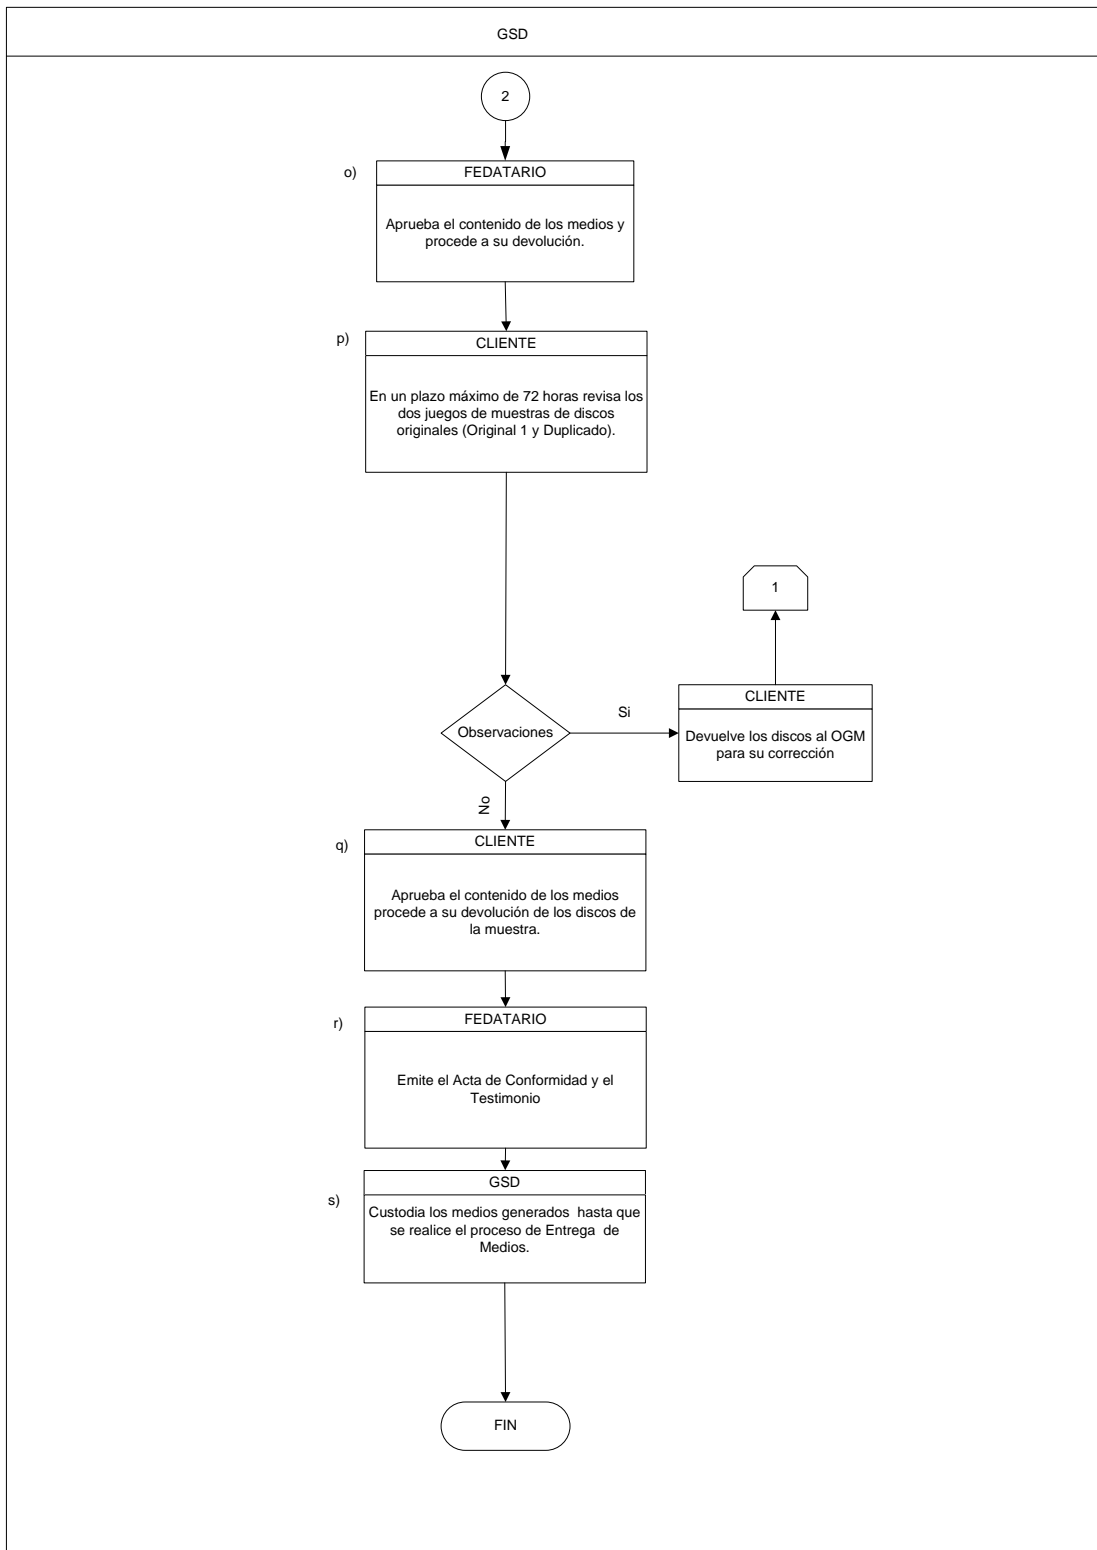 GSD
2
o)
FEDATARIO
Aprueba el contenido de los medios y
procede a su devolución.
p)
CLIENTE
En un plazo máximo de 72 horas revisa los
dos juegos de muestras de discos
originales (Original 1 y Duplicado).
1
CLIENTE
Devuelve los discos al OGM
para su corrección
Si
Observaciones
No
q)
CLIENTE
Aprueba el contenido de los medios
procede a su devolución de los discos de
la muestra.
r)
FEDATARIO
Emite el Acta de Conformidad y el
Testimonio
s)
GSD
Custodia los medios generados hasta que
se realice el proceso de Entrega de
Medios.
FIN